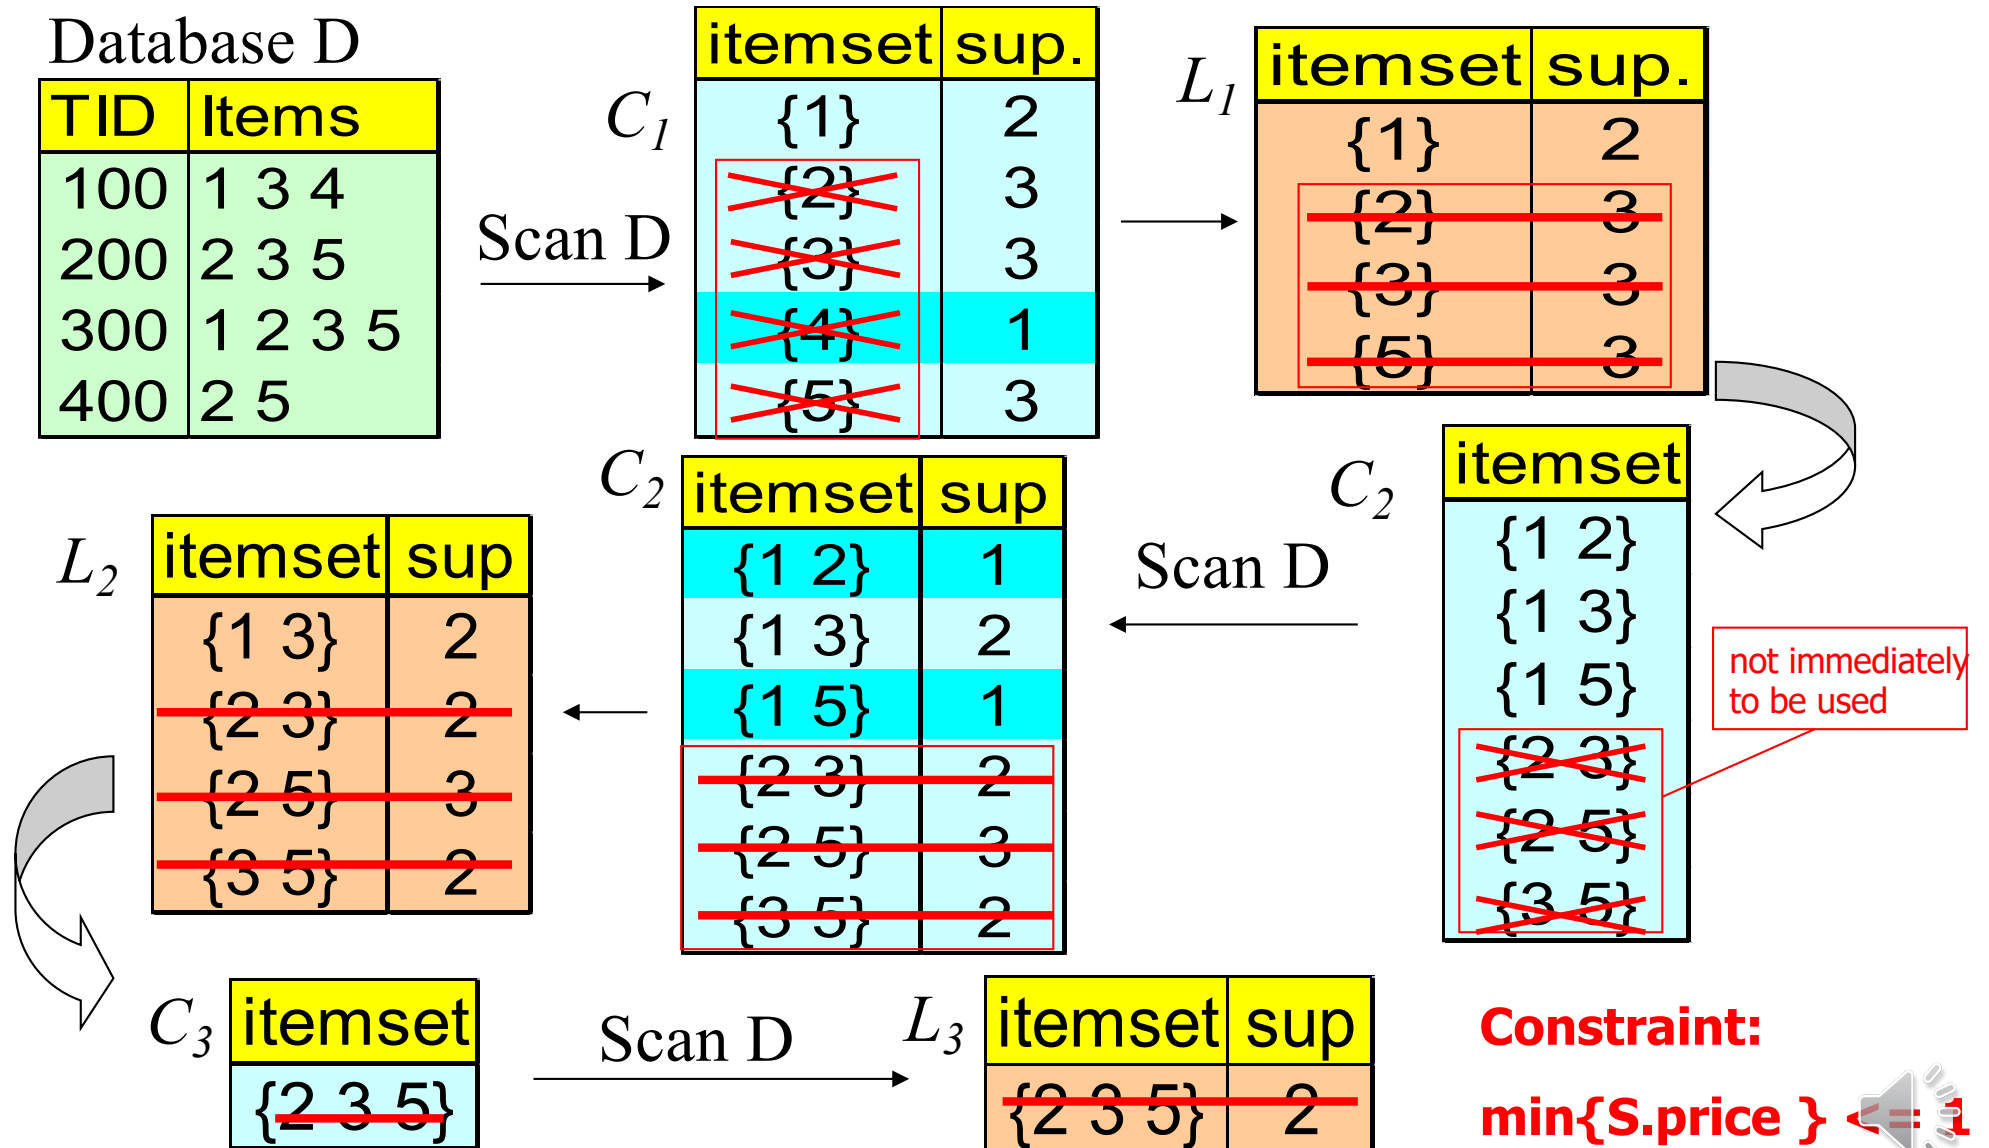 Database D
TID Items
100 1 3 4
200 2 3 5
300 1 2 3 5
400 2 5
Scan D
C1
itemset sup.
{1} 2
{2} 3
{3} 3
{4} 1
{5} 3
L1
itemset sup.
{1} 2
{2} 3
{3} 3
{5} 3
C2
itemset
{1 2}
{1 3}
{1 5}
{2 3}
{2 5}
{3 5}
not immediately
to be used
Scan D
C2
itemset sup
{1 2} 1
{1 3} 2
{1 5} 1
{2 3} 2
{2 5} 3
{3 5} 2
L2
itemset sup
{1 3} 2
{2 3} 2
{2 5} 3
{3 5} 2
C3
itemset
{2 3 5}
Scan D
L3
itemset sup
{2 3 5} 2
Constraint:
min{S.price } <= 1